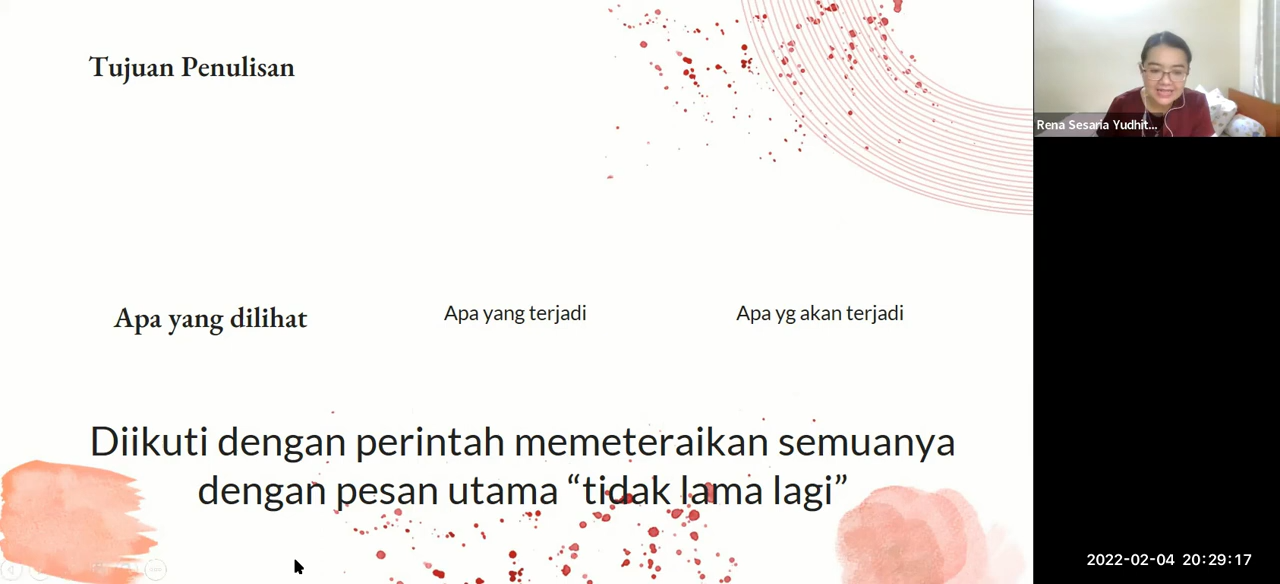 Tujuan Penulisan
Apa yang dilihat
Apa yang terjadi
Apa yg akan terjadi
Diikuti dengan perintah memeteraikan semuanya
dengan pesan utama “tidak lama lagi”
Rena Sesaria Yudhit...
2022-02-04 20:29:17